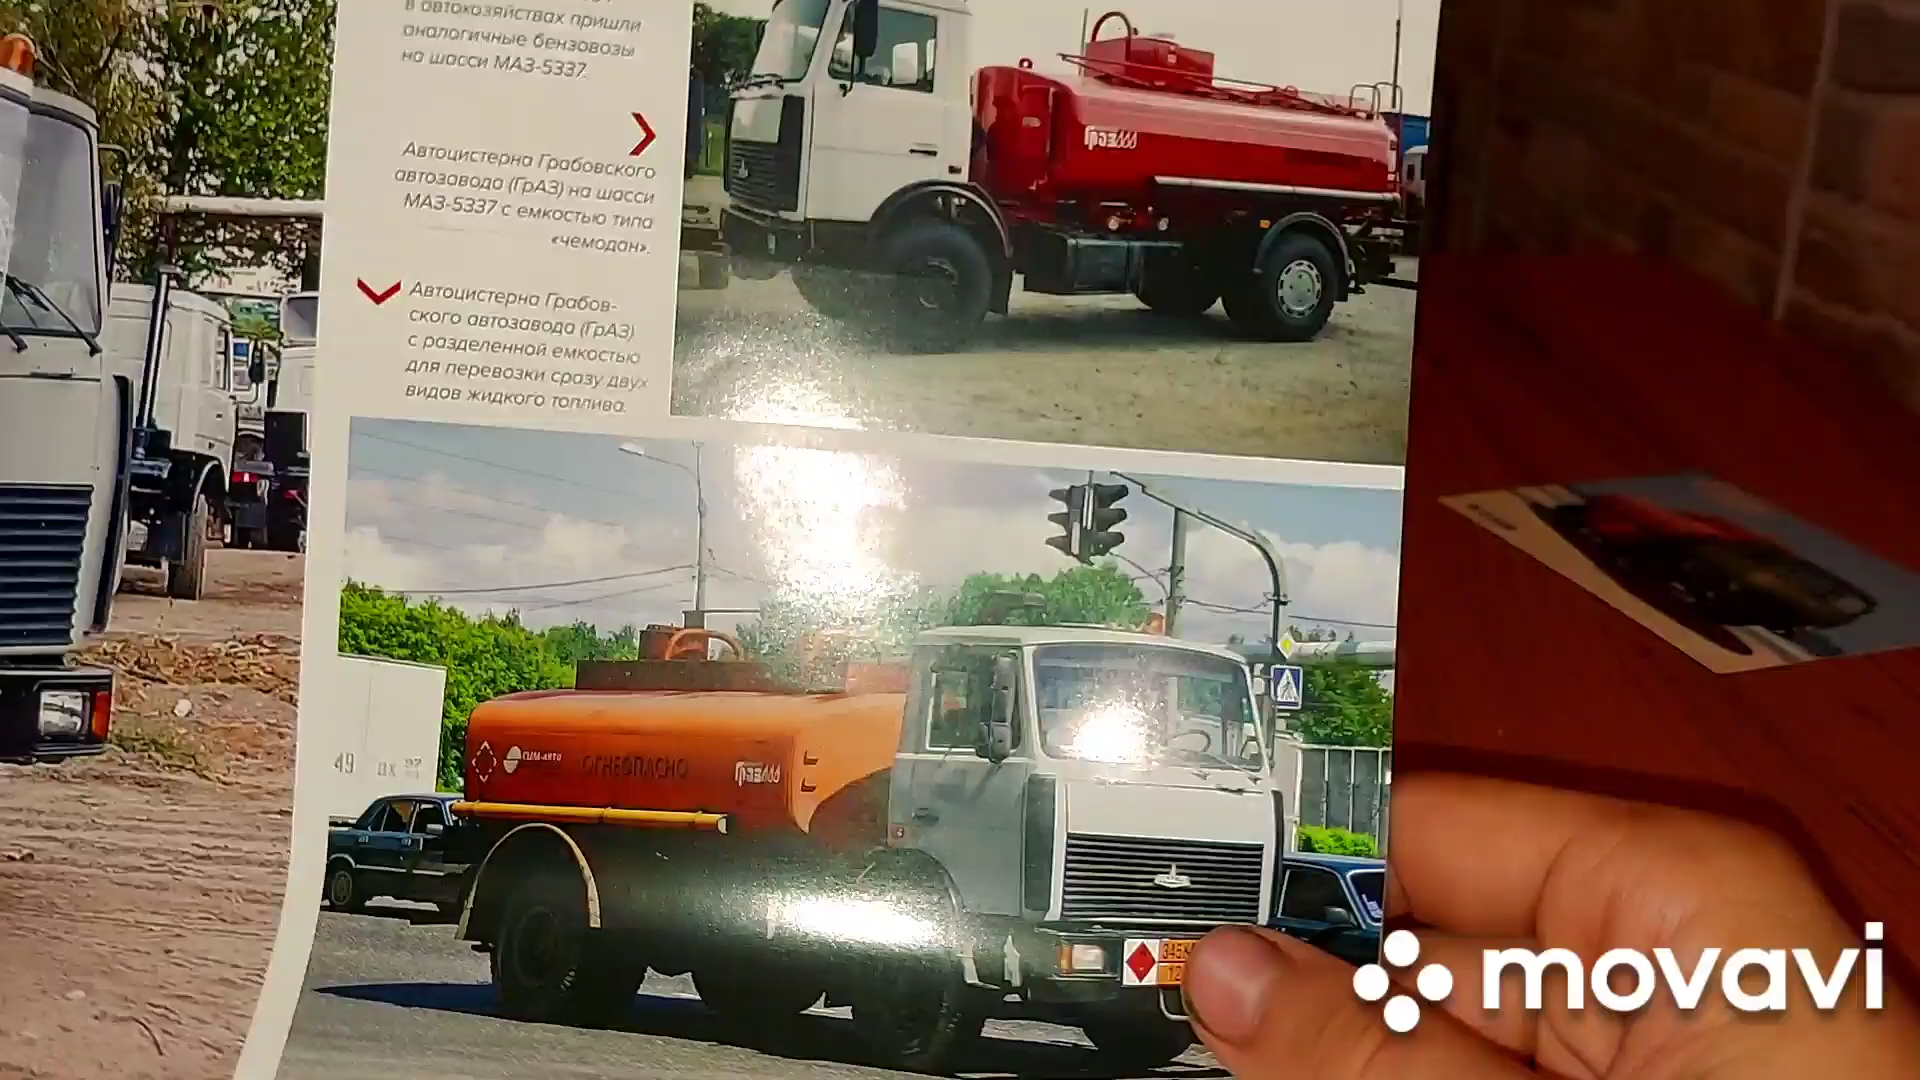 в автохозяйствах пришли
аналогичные бензовозы
на шасси МАЗ-5337.
Автоцистерна Грабовского
автозавода (ГрАЗ) на шасси
МАЗ-5337 с емкостью типа
«чемодан».
Автоцистерна Грабов-
ского автозавода (ГрАЗ)
с разделенной емкостью
для перевозки сразу двух
видов жидкого топлива.
ГраЗ
ОГНЕОПАСНО
ГраЗ
49
movavi